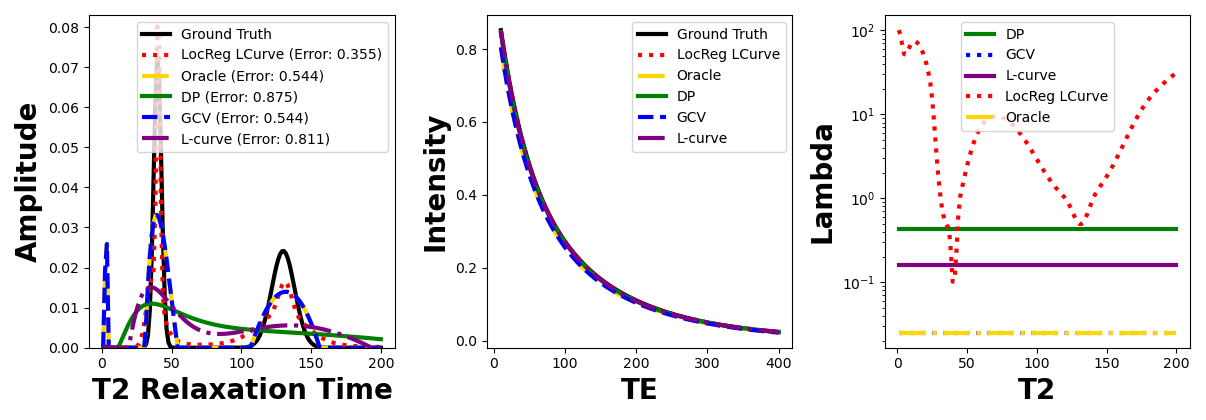 Amplitude
0.08
0.07
0.06
0.05
0.04
0.03
0.02
0.01
0.00
Ground Truth
LocReg LCurve (Error: 0.355)
Oracle (Error: 0.544)
DP (Error: 0.875)
GCV (Error: 0.544)
L-curve (Error: 0.811)
0 50 100 150 200
T2 Relaxation Time
Intensity
0.8
0.6
0.4
0.2
0.0
Ground Truth
LocReg LCurve
Oracle
DP
GCV
L-curve
0 100 200 300 400
TE
Lambda
10²
10¹
10⁰
10⁻¹
DP
GCV
L-curve
LocReg LCurve
Oracle
0 50 100 150 200
T2